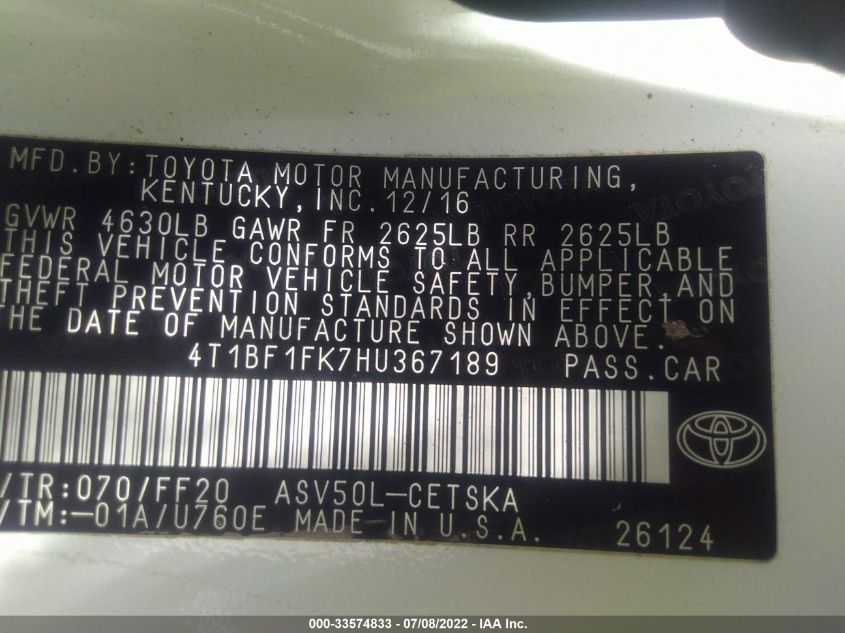 MFD.BY:TOYOTA MOTOR MANUFACTURING,
KENTUCKY,INC.12/16
GVWR 4630LB GAWR FR 2625LB RR 2625LB
THIS VEHICLE CONFORMS TO ALL APPLICABLE
FEDERAL MOTOR VEHICLE SAFETY,BUMPER,AND
THEFT PREVENTION STANDARDS IN EFFECT ON
THE DATE OF MANUFACTURE SHOWN ABOVE.
4T1BF1FK7HU367189 PASS.CAR
/TR:070/FF20 ASV50L-CETSKA
/TM:-01A/U760E MADE IN U.S.A. 26124
000-33574833 - 07/08/2022 - IAA Inc.